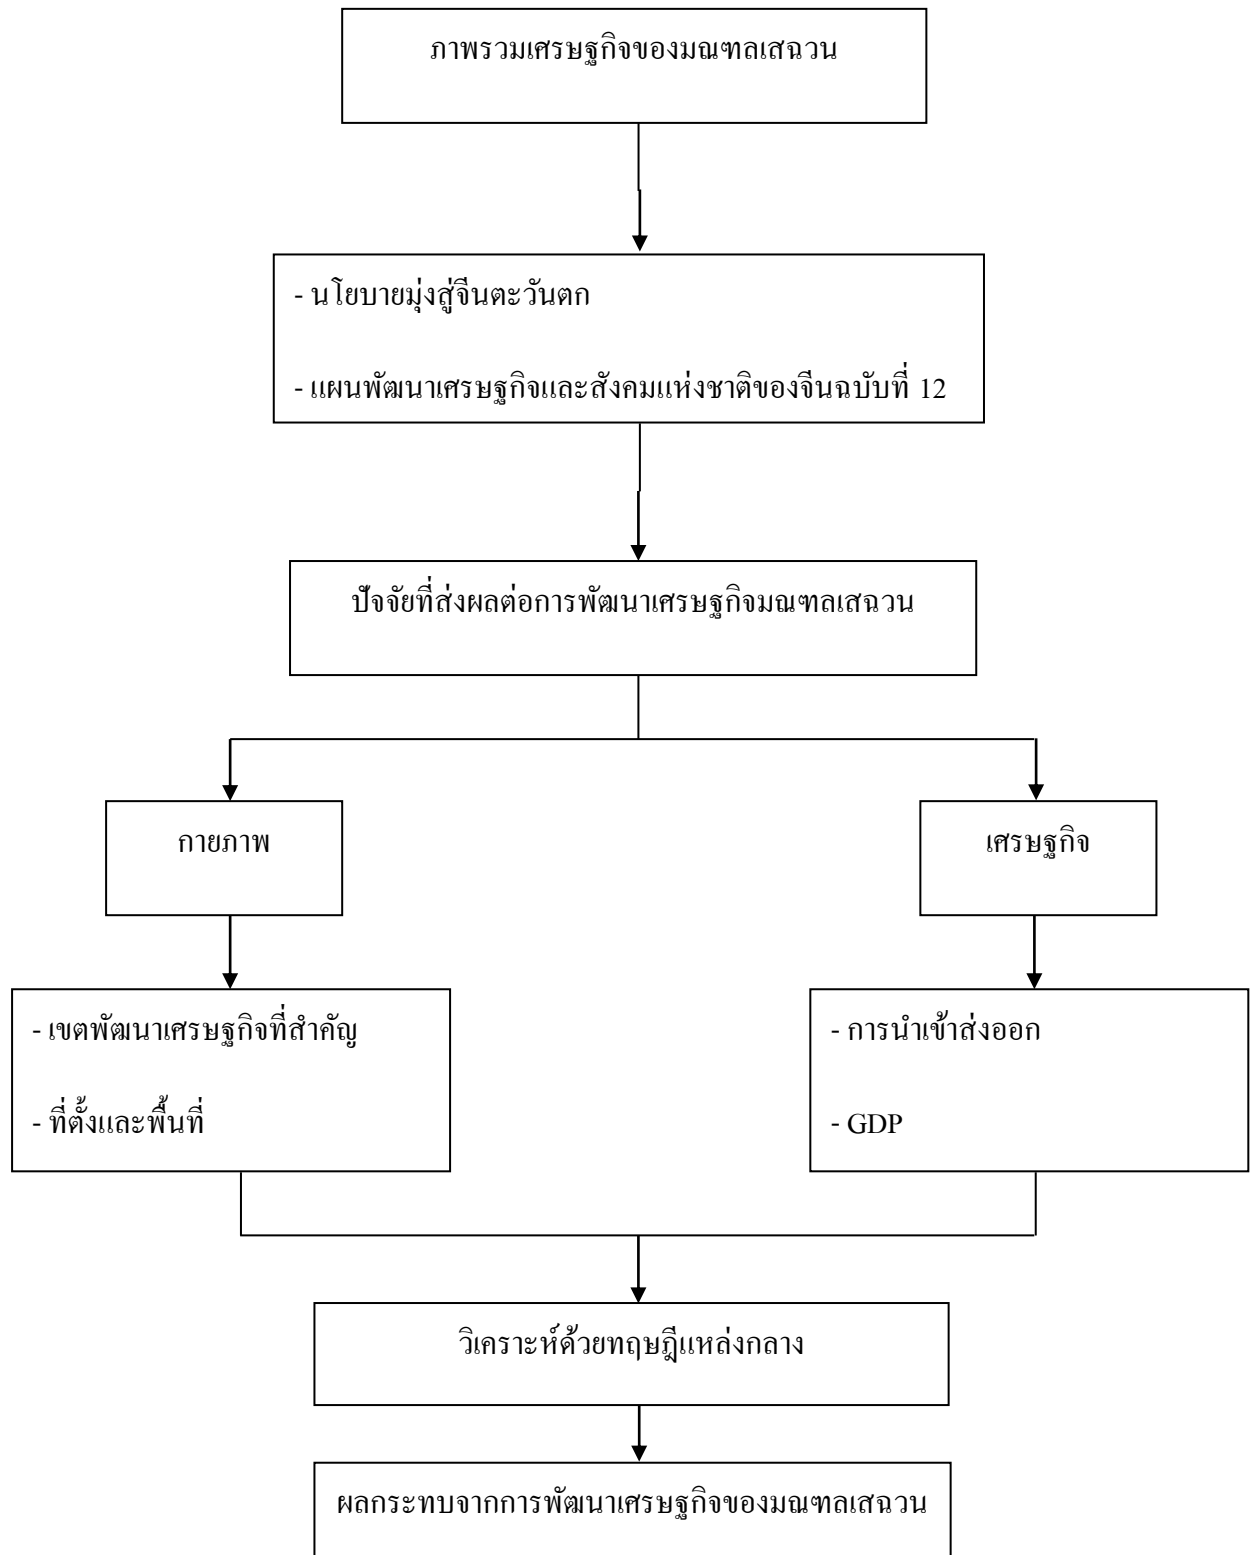 ภาพรวมเศรษฐกิจของมณฑลเสฉวน
- นโยบายมุ่งสู่จีนตะวันตก
- แผนพัฒนาเศรษฐกิจและสังคมแห่งชาติของจีนฉบับที่ 12
ปัจจัยที่ส่งผลต่อการพัฒนาเศรษฐกิจมณฑลเสฉวน
กายภาพ
เศรษฐกิจ
- เขตพัฒนาเศรษฐกิจที่สำคัญ
- ที่ตั้งและพื้นที่
- การนำเข้าส่งออก
- GDP
วิเคราะห์ด้วยทฤษฎีแหล่งกลาง
ผลกระทบจากการพัฒนาเศรษฐกิจของมณฑลเสฉวน